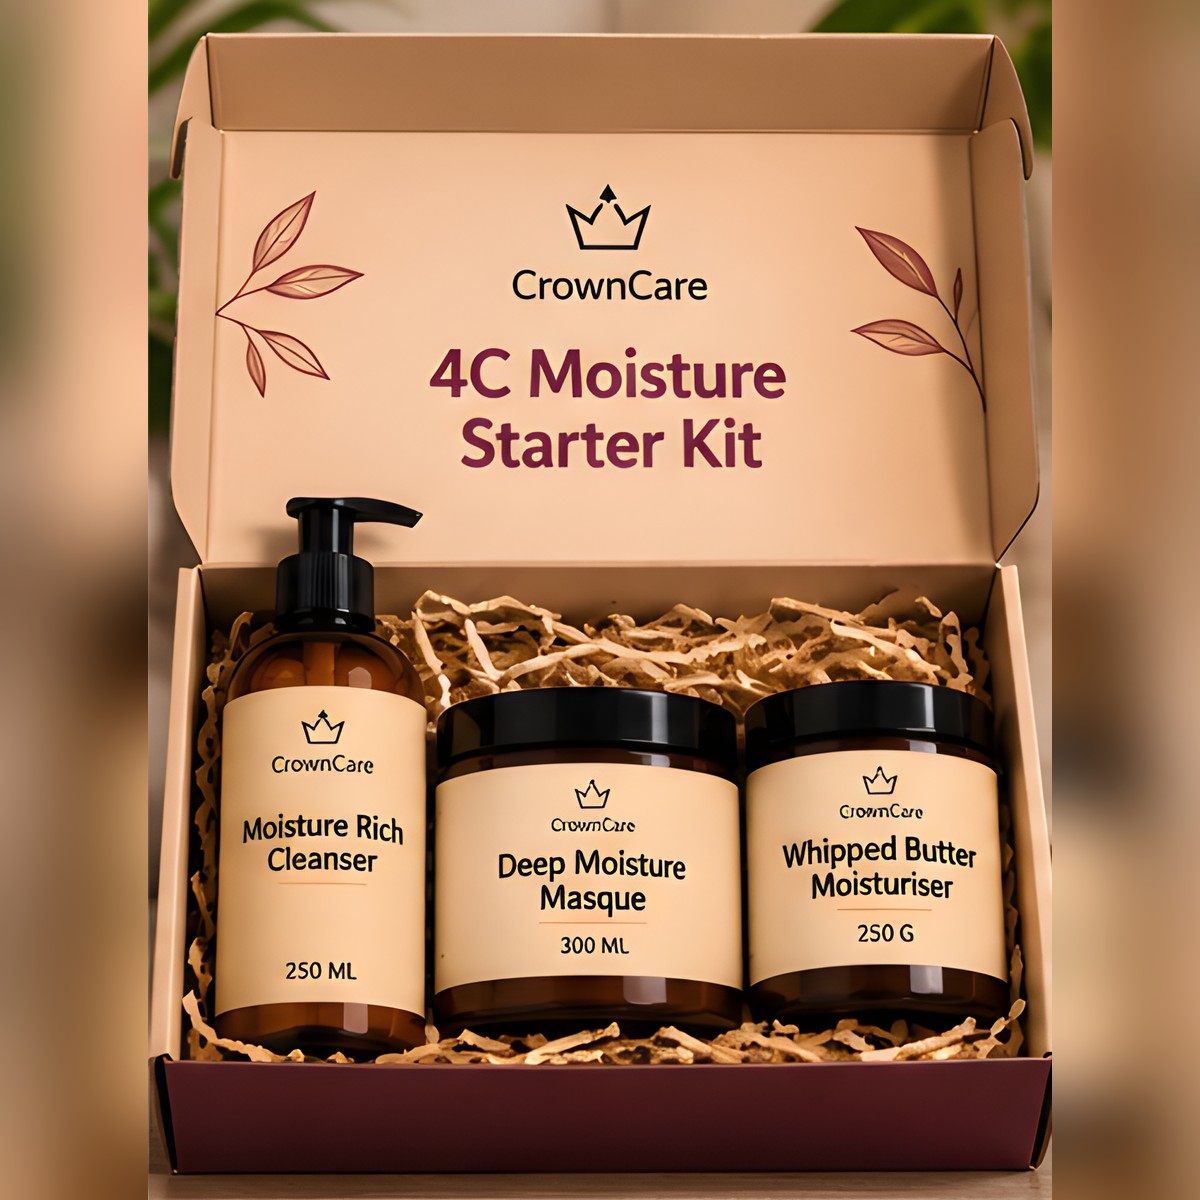 CrownCare
4C Moisture
Starter Kit
CrownCare
Moisture Rich
Cleanser
250 ML
CrownCare
Deep Moisture
Masque
300 ML
CrownCare
Whipped Butter
Moisturiser
250 G